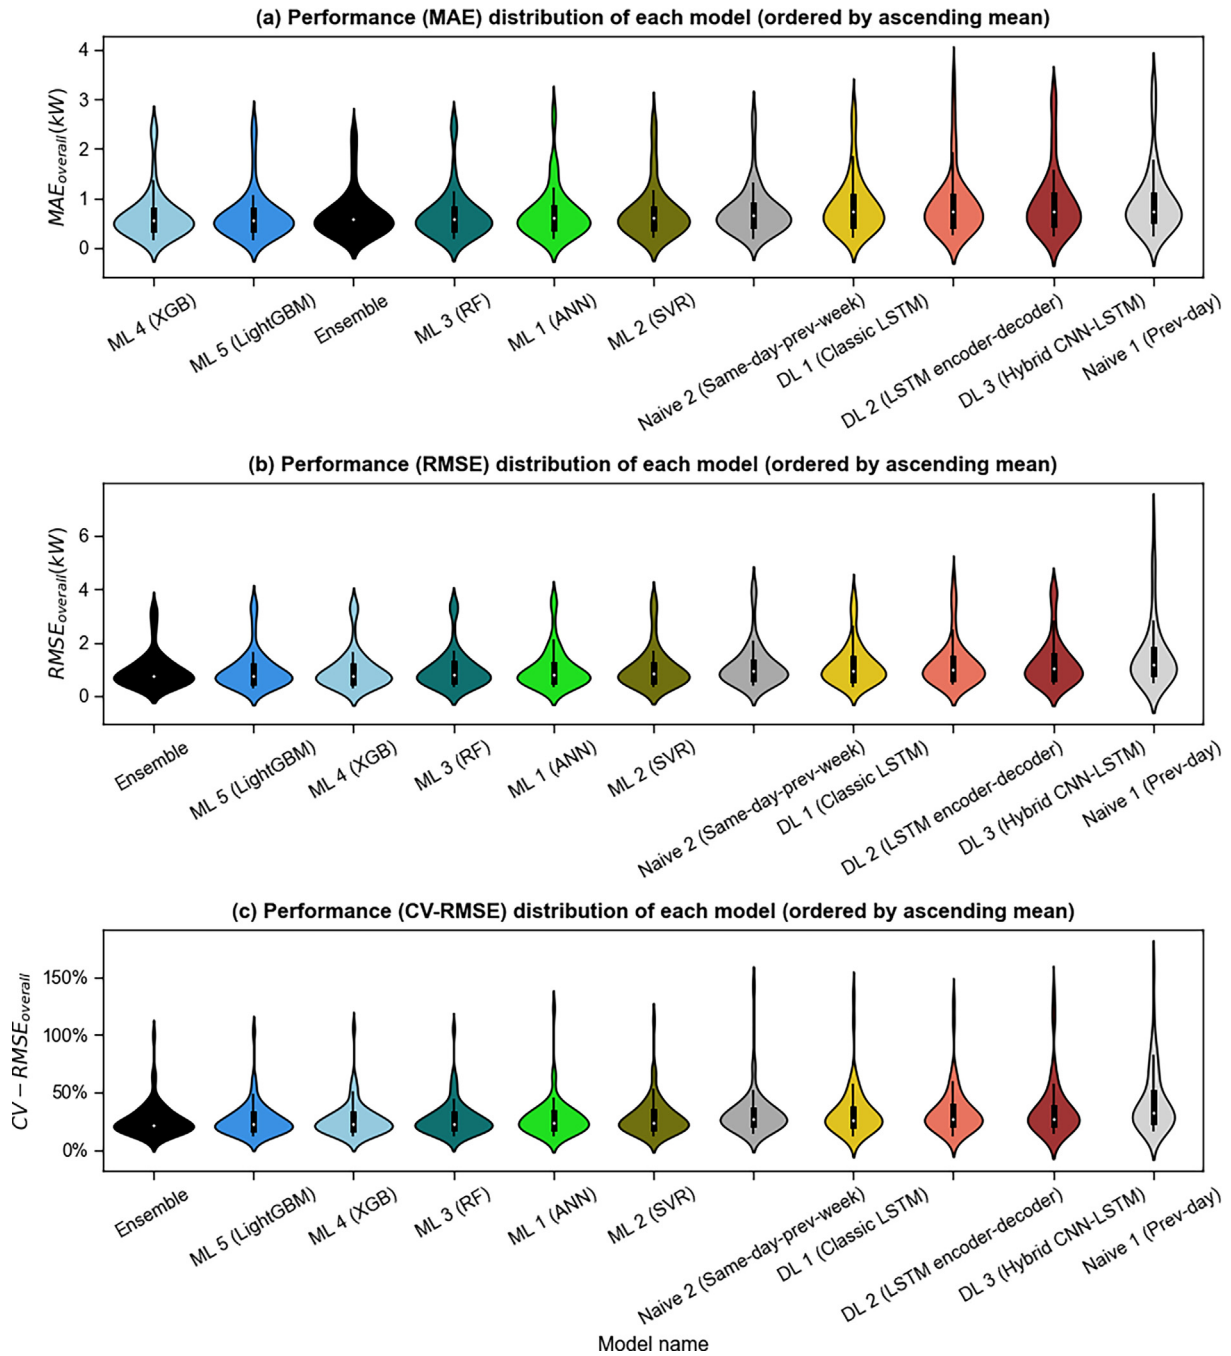 (a) Performance (MAE) distribution of each model (ordered by ascending mean)
MAE_overall(kW)
4
3
2
1
0
ML 4 (XGB)
ML 5 (LightGBM)
Ensemble
ML 3 (RF)
ML 1 (ANN)
ML 2 (SVR)
Naive 2 (Same-day-prev-week)
DL 1 (Classic LSTM)
DL 2 (LSTM encoder-decoder)
DL 3 (Hybrid CNN-LSTM)
Naive 1 (Prev-day)
(b) Performance (RMSE) distribution of each model (ordered by ascending mean)
RMSE_overall(kW)
6
4
2
0
Ensemble
ML 5 (LightGBM)
ML 4 (XGB)
ML 3 (RF)
ML 1 (ANN)
ML 2 (SVR)
Naive 2 (Same-day-prev-week)
DL 1 (Classic LSTM)
DL 2 (LSTM encoder-decoder)
DL 3 (Hybrid CNN-LSTM)
Naive 1 (Prev-day)
(c) Performance (CV-RMSE) distribution of each model (ordered by ascending mean)
CV − RMSE_overall
150%
100%
50%
0%
Ensemble
ML 5 (LightGBM)
ML 4 (XGB)
ML 3 (RF)
ML 1 (ANN)
ML 2 (SVR)
Naive 2 (Same-day-prev-week)
DL 1 (Classic LSTM)
DL 2 (LSTM encoder-decoder)
DL 3 (Hybrid CNN-LSTM)
Naive 1 (Prev-day)
Model name